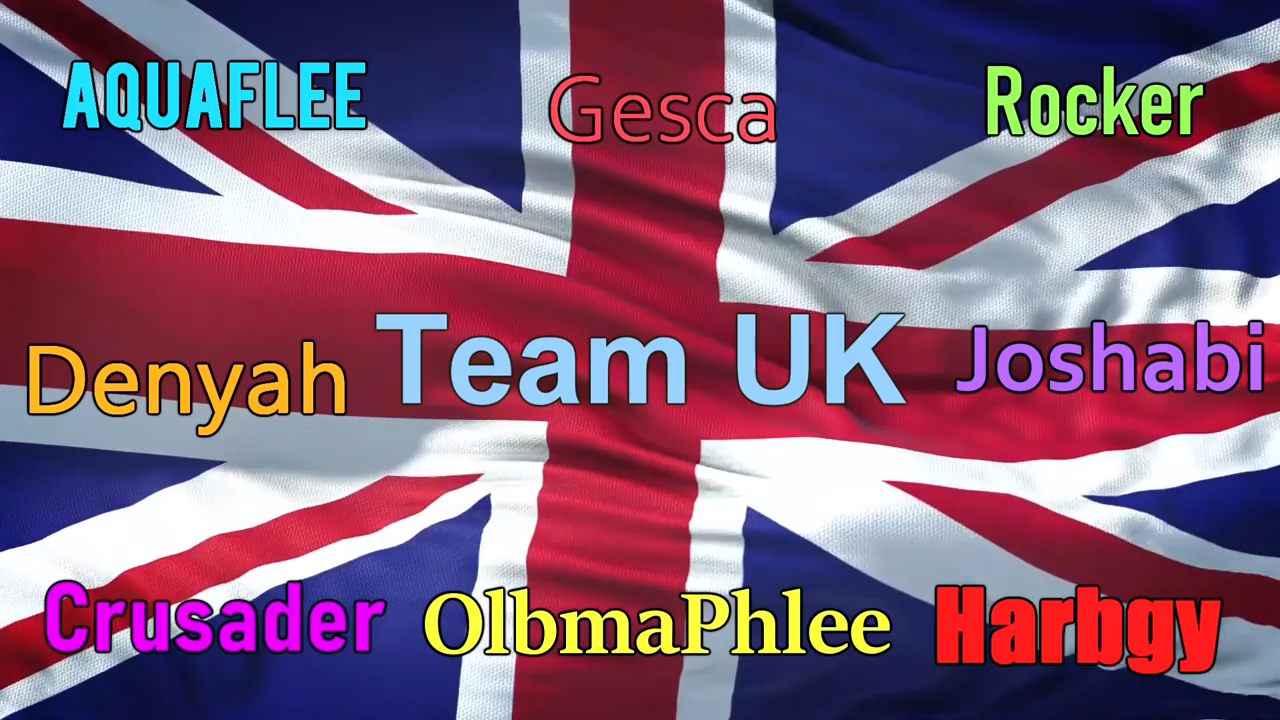 AQUAFLEE
Gesca
Rocker
Denyah
Team UK
Joshabi
Crusader
OlbmaPhlee
Harbgy